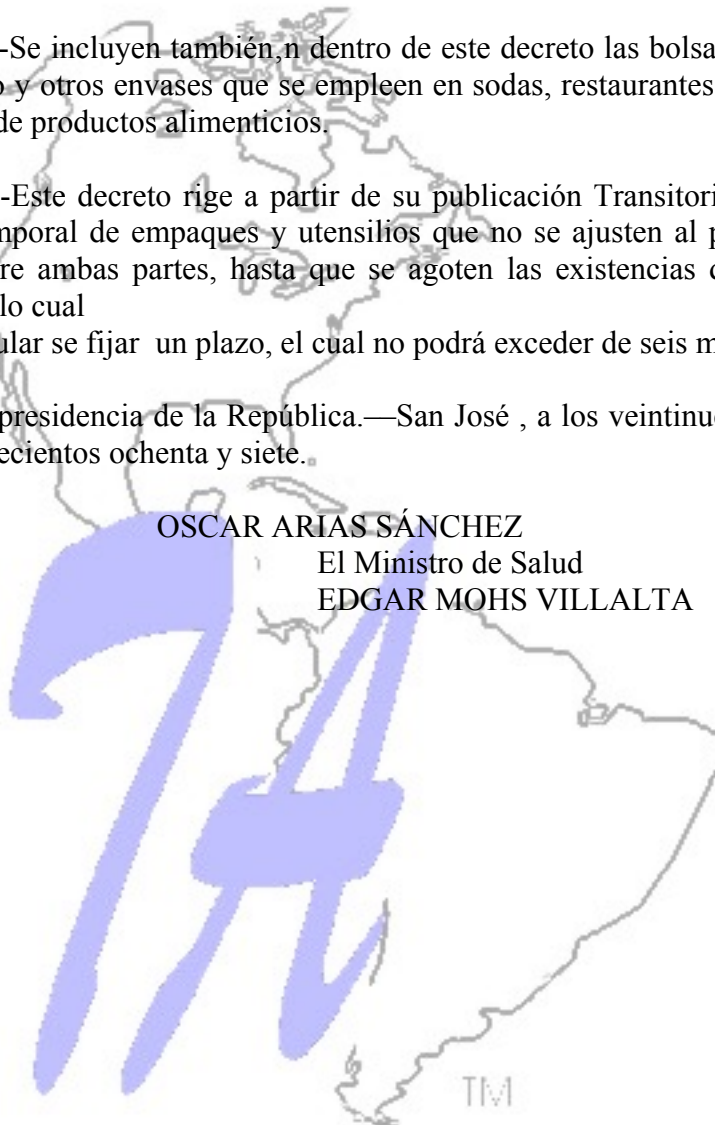 -Se incluyen también,n dentro de este decreto las bolsa
y otros envases que se empleen en sodas, restaurantes
de productos alimenticios.
-Este decreto rige a partir de su publicación Transitori
mporal de empaques y utensilios que no se ajusten al p
re ambas partes, hasta que se agoten las existencias
lo cual
ular se fijar un plazo, el cual no podrá exceder de seis m
presidencia de la República.—San José , a los veintinu
ecientos ochenta y siete.
OSCAR ARIAS SÁNCHEZ
El Ministro de Salud
EDGAR MOHS VILLALTA
7A
TM